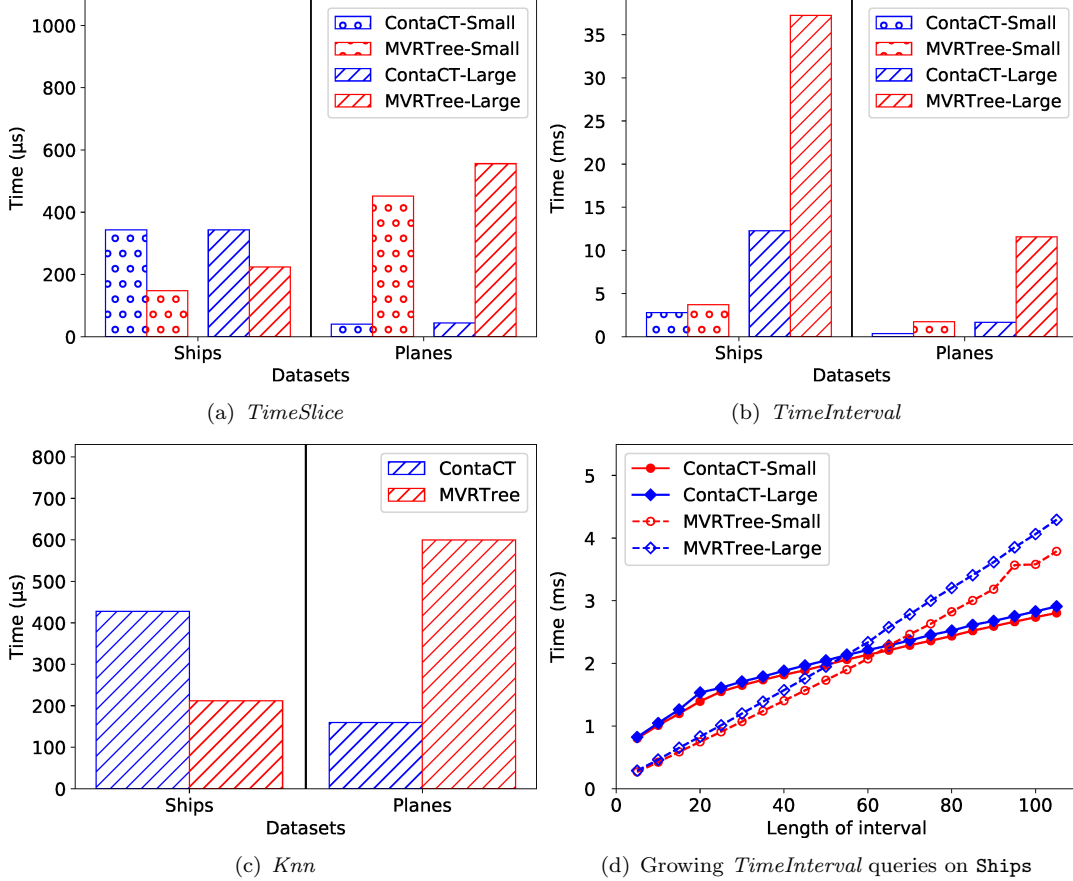 1000
800
600
400
200
0
Time (μs)
ContaCT-Small
MVRTree-Small
ContaCT-Large
MVRTree-Large
Ships
Planes
Datasets
(a) TimeSlice
35
30
25
20
15
10
5
0
Time (ms)
ContaCT-Small
MVRTree-Small
ContaCT-Large
MVRTree-Large
Ships
Planes
Datasets
(b) TimeInterval
800
700
600
500
400
300
200
100
0
Time (μs)
ContaCT
MVRTree
Ships
Planes
Datasets
(c) Knn
5
4
3
2
1
0
Time (ms)
ContaCT-Small
ContaCT-Large
MVRTree-Small
MVRTree-Large
0 20 40 60 80 100
Length of interval
(d) Growing TimeInterval queries on Ships